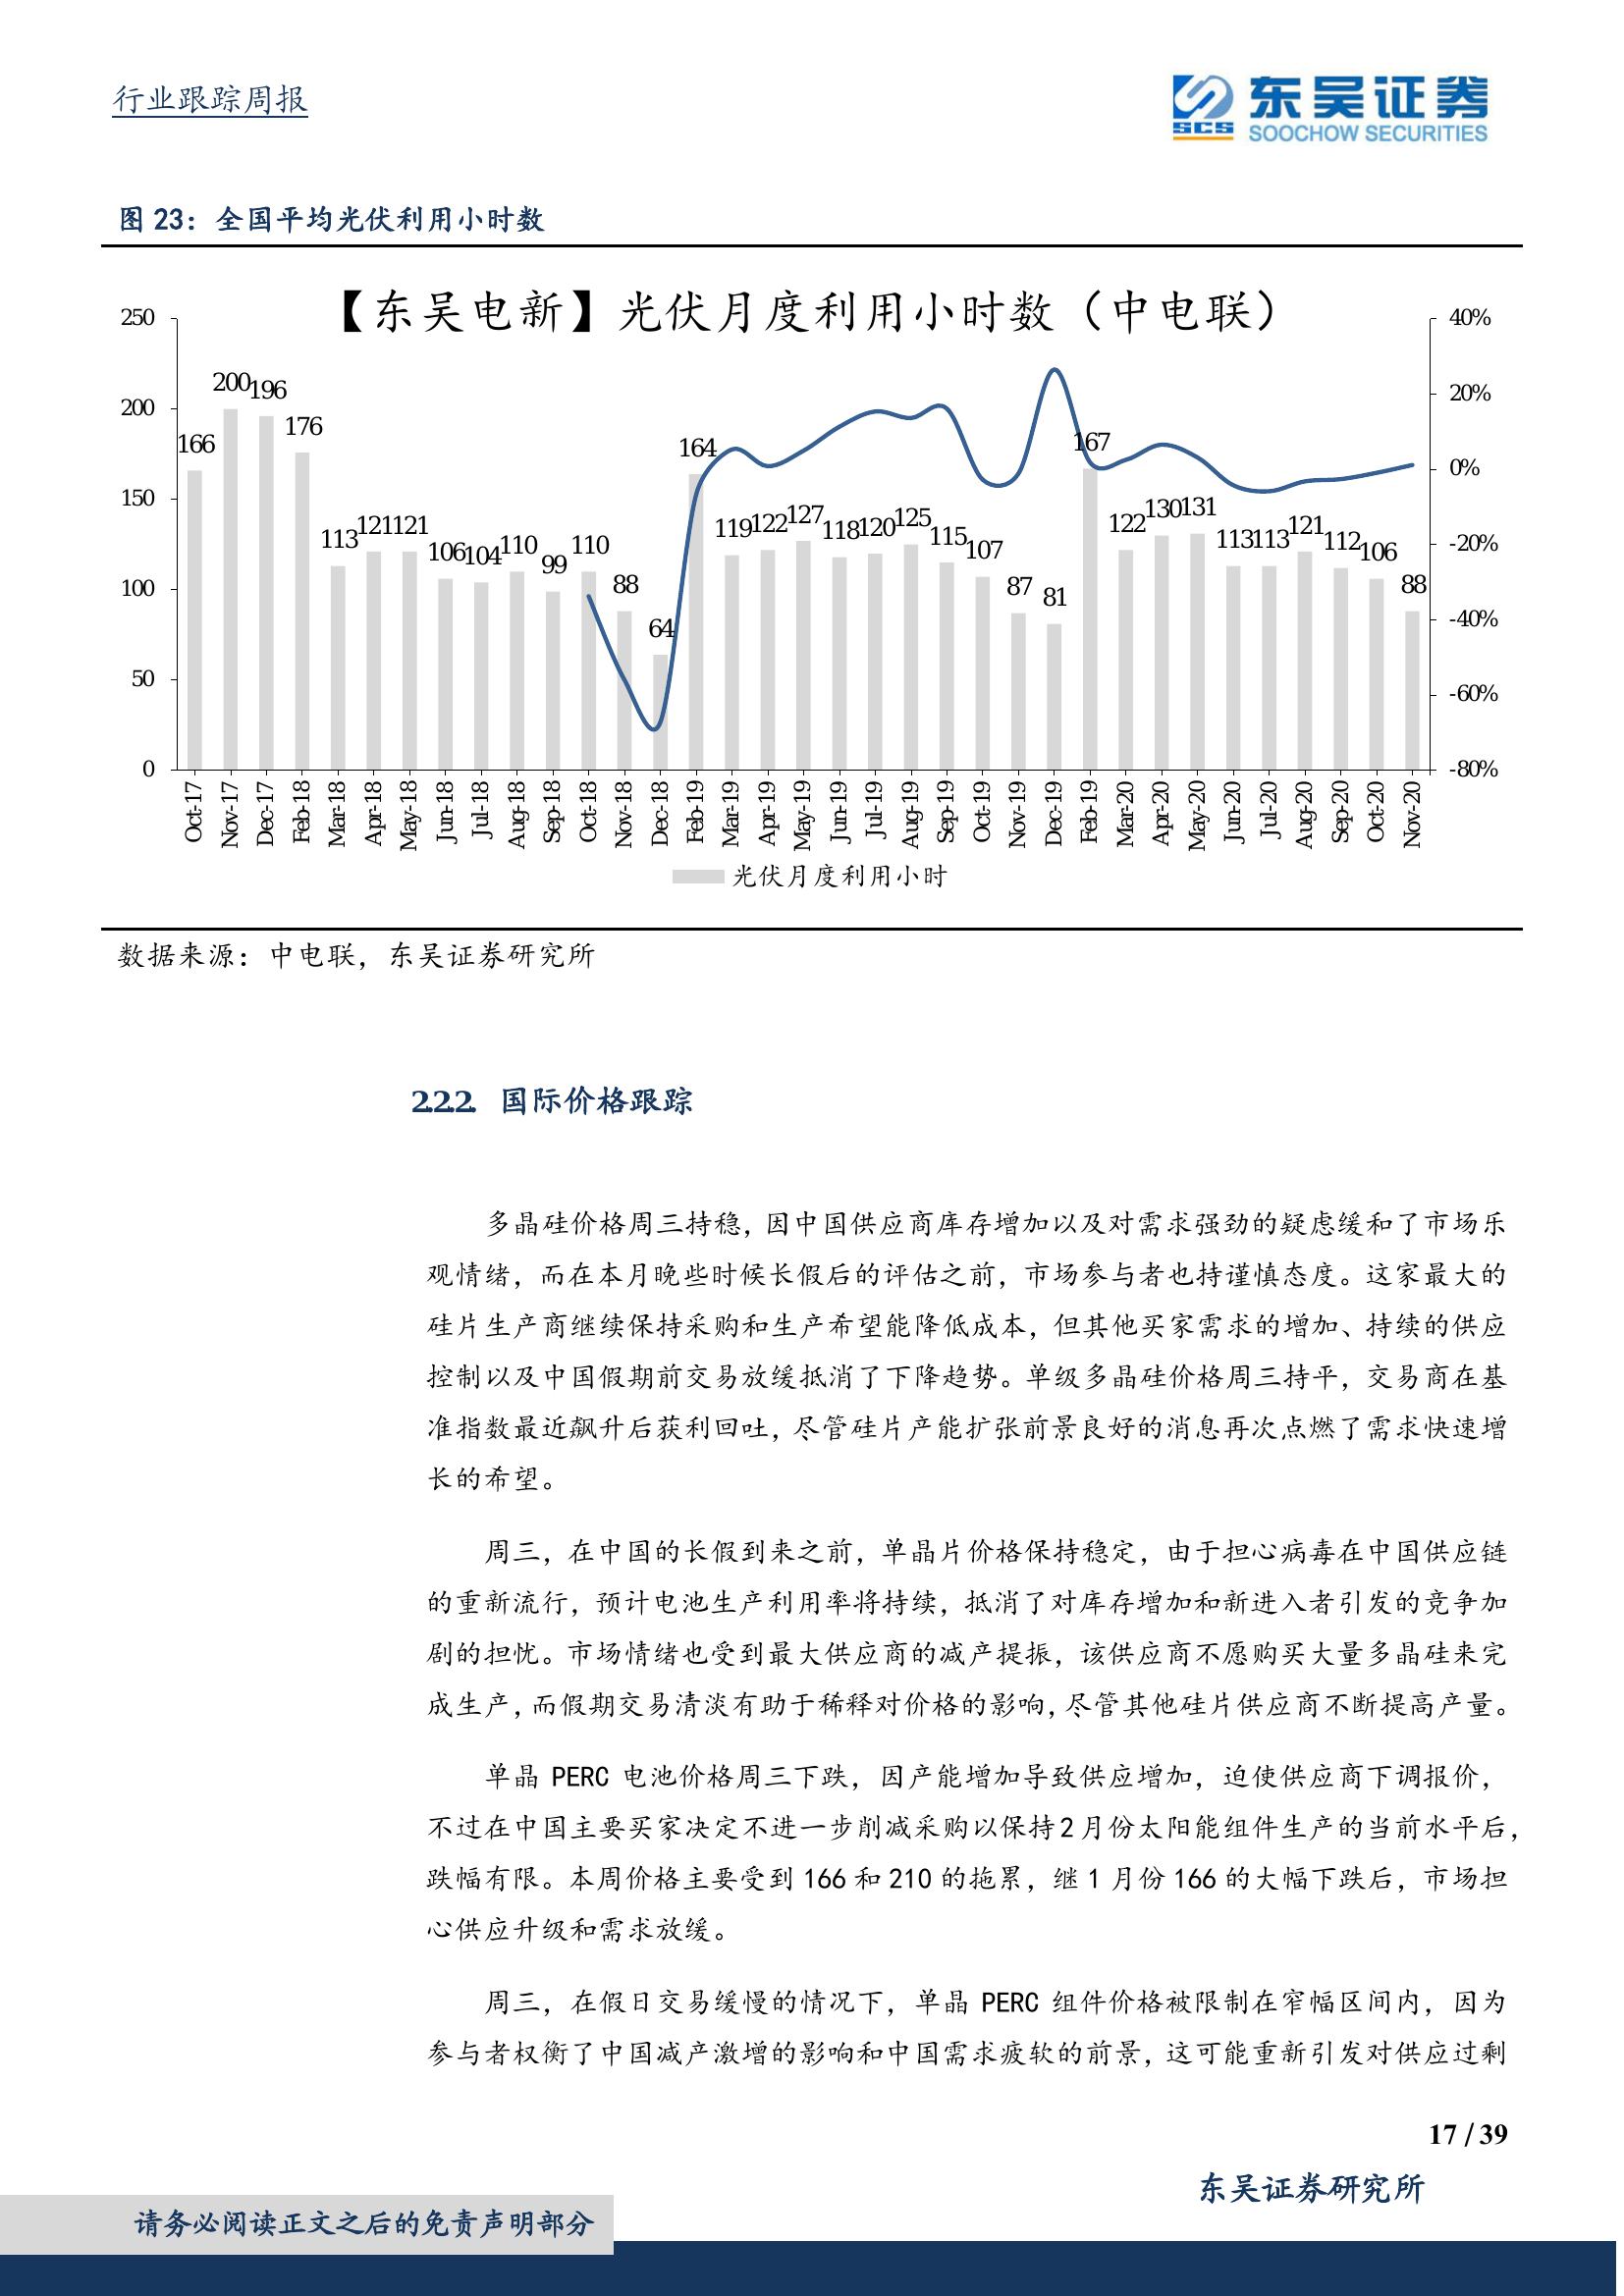 行业跟踪周报
SCS
东吴证券
SOOCHOW SECURITIES
图 23：全国平均光伏利用小时数
【东吴电新】光伏月度利用小时数（中电联）
250
200
150
100
50
0
40%
20%
0%
-20%
-40%
-60%
-80%
166 200 196 176 113 121 121 106 104 110 99 110 88 64 164 119 122 127 118 120 125 115 107 87 81 167 122 130 131 113 113 121 112 106 88
Oct-17 Nov-17 Dec-17 Feb-18 Mar-18 Apr-18 May-18 Jun-18 Jul-18 Aug-18 Sep-18 Oct-18 Nov-18 Dec-18 Feb-19 Mar-19 Apr-19 May-19 Jun-19 Jul-19 Aug-19 Sep-19 Oct-19 Nov-19 Dec-19 Feb-19 Mar-20 Apr-20 May-20 Jun-20 Jul-20 Aug-20 Sep-20 Oct-20 Nov-20
光伏月度利用小时
数据来源：中电联，东吴证券研究所
2.2.2. 国际价格跟踪
多晶硅价格周三持稳，因中国供应商库存增加以及对需求强劲的疑虑缓和了市场乐
观情绪，而在本月晚些时候长假后的评估之前，市场参与者也持谨慎态度。这家最大的
硅片生产商继续保持采购和生产希望能降低成本，但其他买家需求的增加、持续的供应
控制以及中国假期前交易放缓抵消了下降趋势。单级多晶硅价格周三持平，交易商在基
准指数最近飙升后获利回吐，尽管硅片产能扩张前景良好的消息再次点燃了需求快速增
长的希望。
周三，在中国的长假到来之前，单晶片价格保持稳定，由于担心病毒在中国供应链
的重新流行，预计电池生产利用率将持续，抵消了对库存增加和新进入者引发的竞争加
剧的担忧。市场情绪也受到最大供应商的减产提振，该供应商不愿购买大量多晶硅来完
成生产，而假期交易清淡有助于稀释对价格的影响，尽管其他硅片供应商不断提高产量。
单晶 PERC 电池价格周三下跌，因产能增加导致供应增加，迫使供应商下调报价，
不过在中国主要买家决定不进一步削减采购以保持 2 月份太阳能组件生产的当前水平后，
跌幅有限。本周价格主要受到 166 和 210 的拖累，继 1 月份 166 的大幅下跌后，市场担
心供应升级和需求放缓。
周三，在假日交易缓慢的情况下，单晶 PERC 组件价格被限制在窄幅区间内，因为
参与者权衡了中国减产激增的影响和中国需求疲软的前景，这可能重新引发对供应过剩
17 / 39
东吴证券研究所
请务必阅读正文之后的免责声明部分